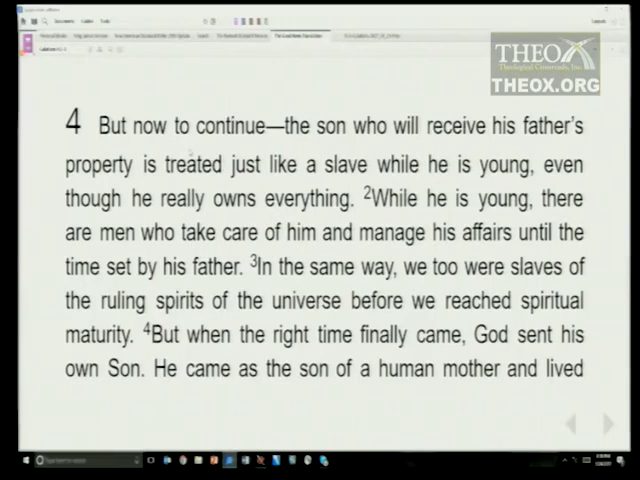 Documents
Tools
THEOX
Theological Crossroads, Inc.
THEOX.ORG
4 But now to continue—the son who will receive his father's
property is treated just like a slave while he is young, even
though he really owns everything. 2While he is young, there
are men who take care of him and manage his affairs until the
time set by his father. 3In the same way, we too were slaves of
the ruling spirits of the universe before we reached spiritual
maturity. 4But when the right time finally came, God sent his
own Son. He came as the son of a human mother and lived